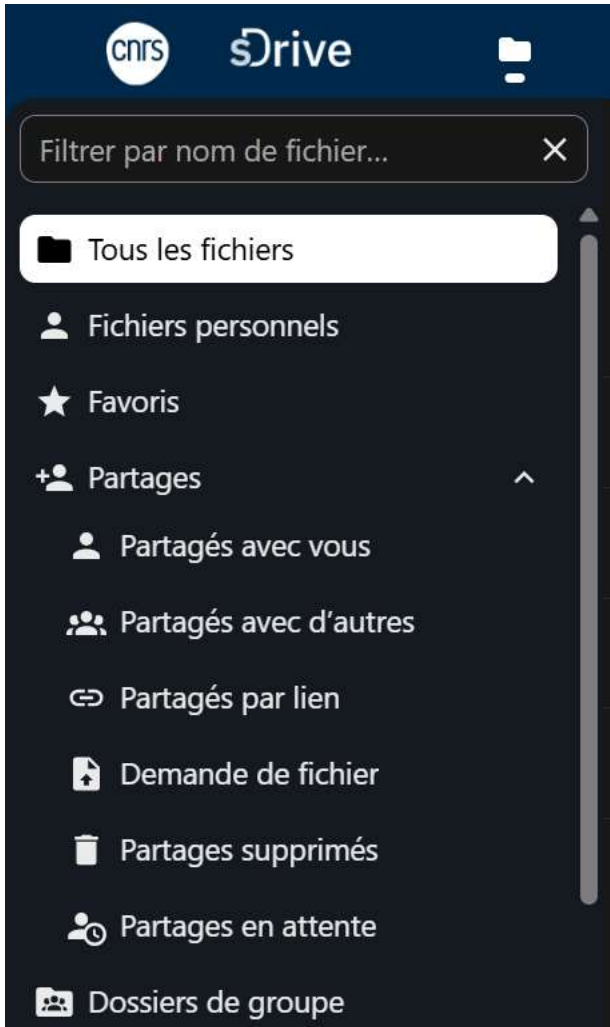 cnrs sDrive
Filtrer par nom de fichier...
Tous les fichiers
Fichiers personnels
Favoris
Partages
Partagés avec vous
Partagés avec d’autres
Partagés par lien
Demande de fichier
Partages supprimés
Partages en attente
Dossiers de groupe